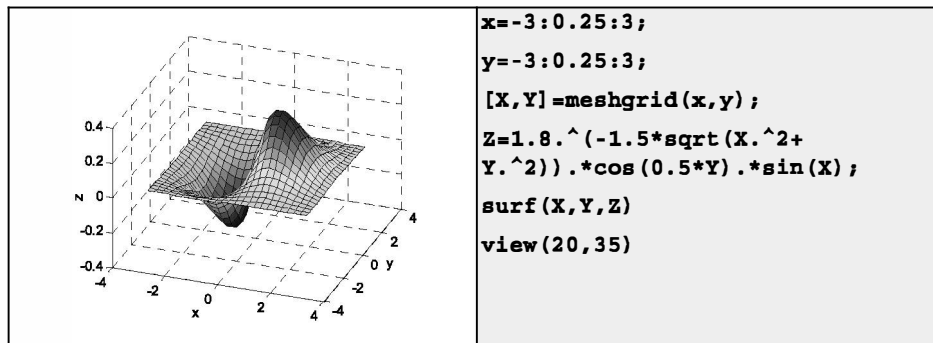 0.4
0.2
0
-0.2
-0.4
z
-4
-2
0
2
4
x
-4
-2
0
2
4
y
x=-3:0.25:3;
y=-3:0.25:3;
[X,Y]=meshgrid(x,y);
Z=1.8.^(-1.5*sqrt(X.^2+
Y.^2)).*cos(0.5*Y).*sin(X);
surf(X,Y,Z)
view(20,35)